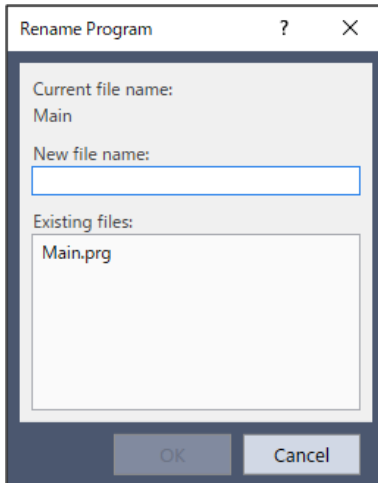 Rename Program ?
Current file name:
Main
New file name:
Existing files:
Main.prg
OK Cancel